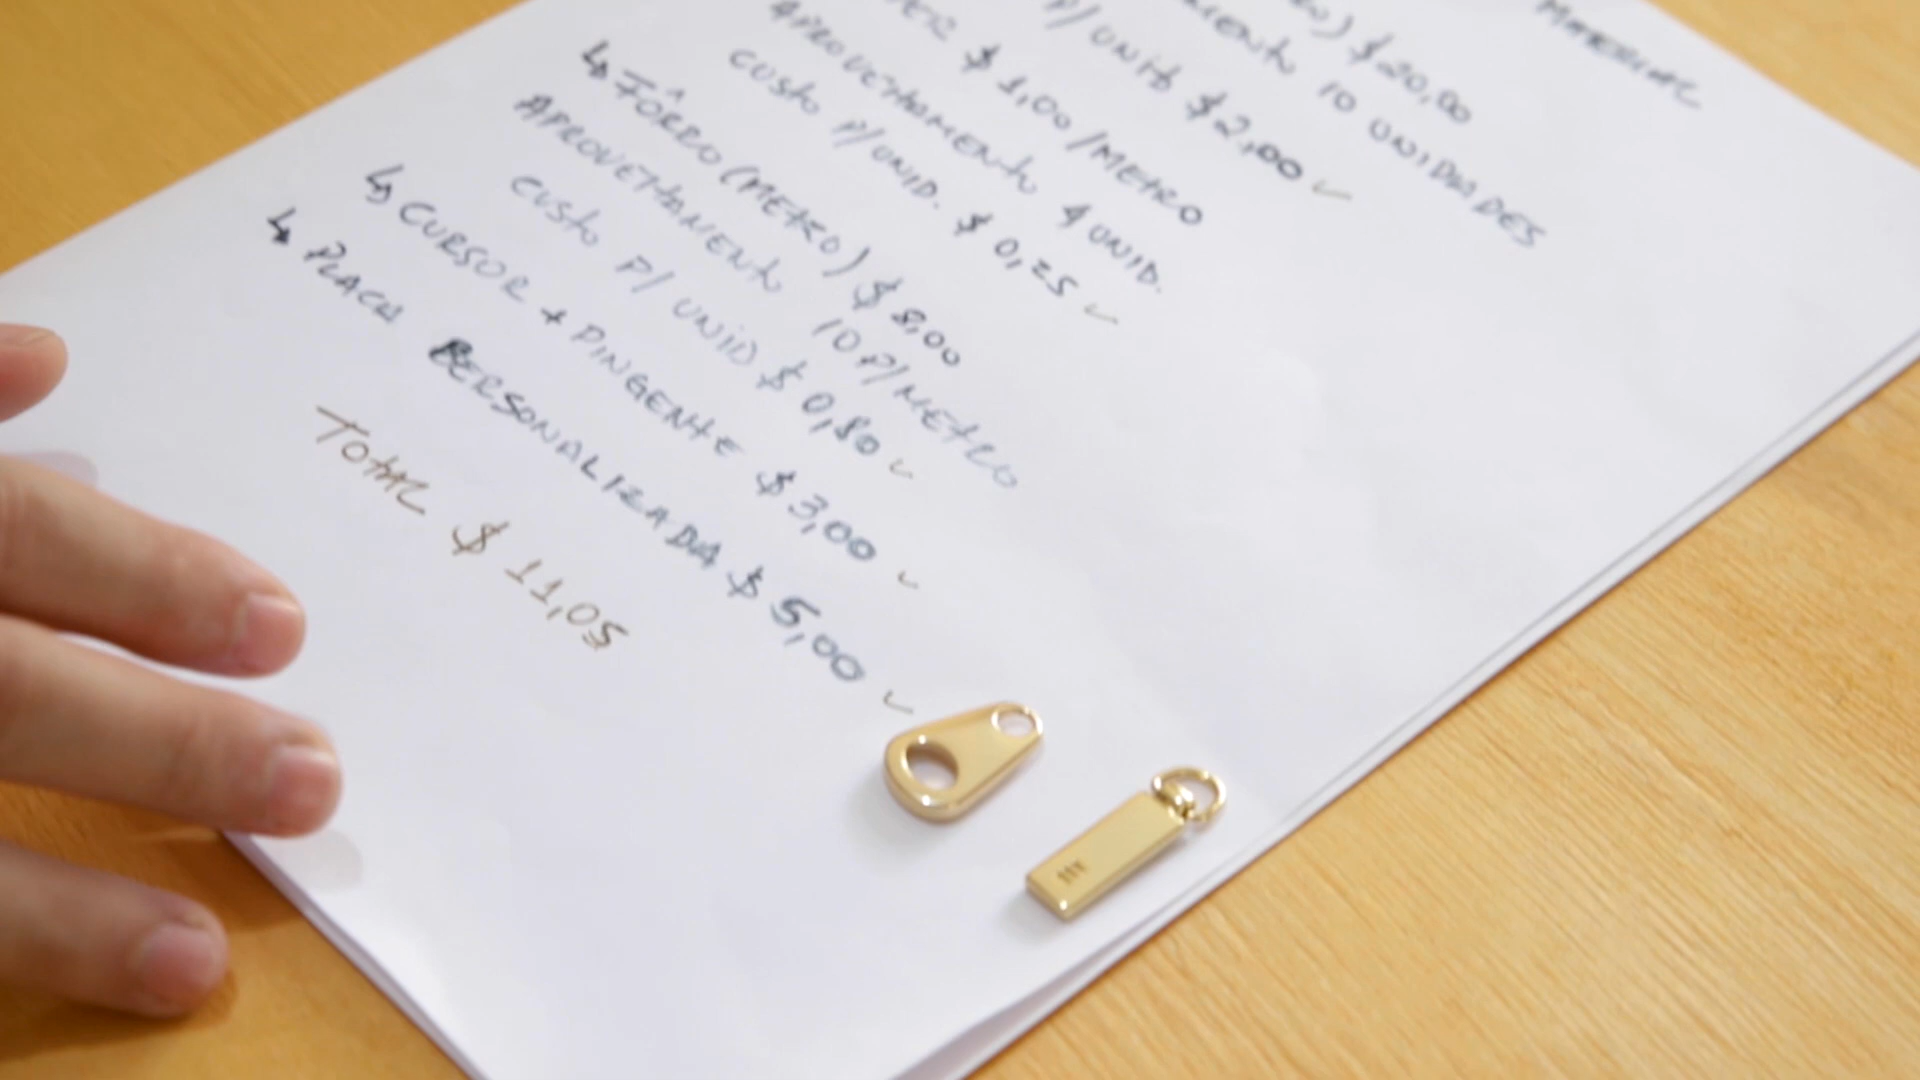 MATERIAL
$20,00
10 UNIDADES
P/ UNID $2,00 ✓
$1,00/METRO
APROVEITAMENTO 4 UNID.
CUSTO P/UNID. $0,25 ✓
↳ FÔRRO (METRO) $8,00
APROVEITAMENTO 10 P/METRO
CUSTO P/ UNID $0,80 ✓
↳ CURSOR + PINGENTE $3,00 ✓
↳ PLACA PERSONALIZADA $5,00 ✓
TOTAL $11,05